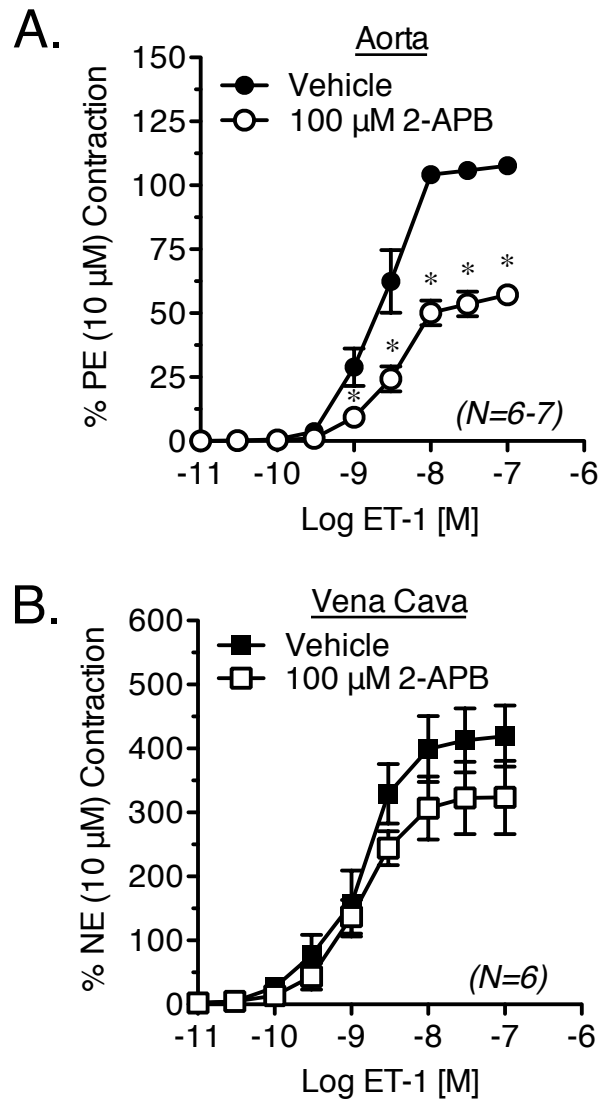 A.
Aorta
Vehicle
100 µM 2-APB
% PE (10 µM) Contraction
150
125
100
75
50
25
0
*
*
*
*
*
(N=6-7)
-11
-10
-9
-8
-7
-6
Log ET-1 [M]
B.
Vena Cava
Vehicle
100 µM 2-APB
% NE (10 µM) Contraction
600
500
400
300
200
100
0
(N=6)
-11
-10
-9
-8
-7
-6
Log ET-1 [M]